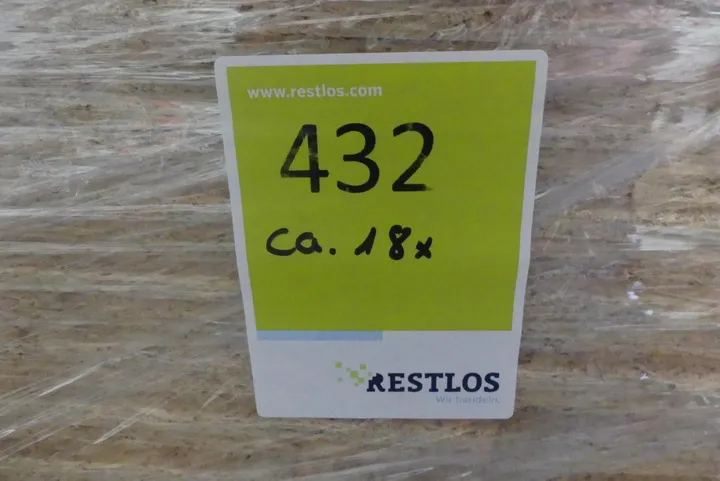 www.restlos.com
432
ca. 18x
RESTLOS
Wir handeln.